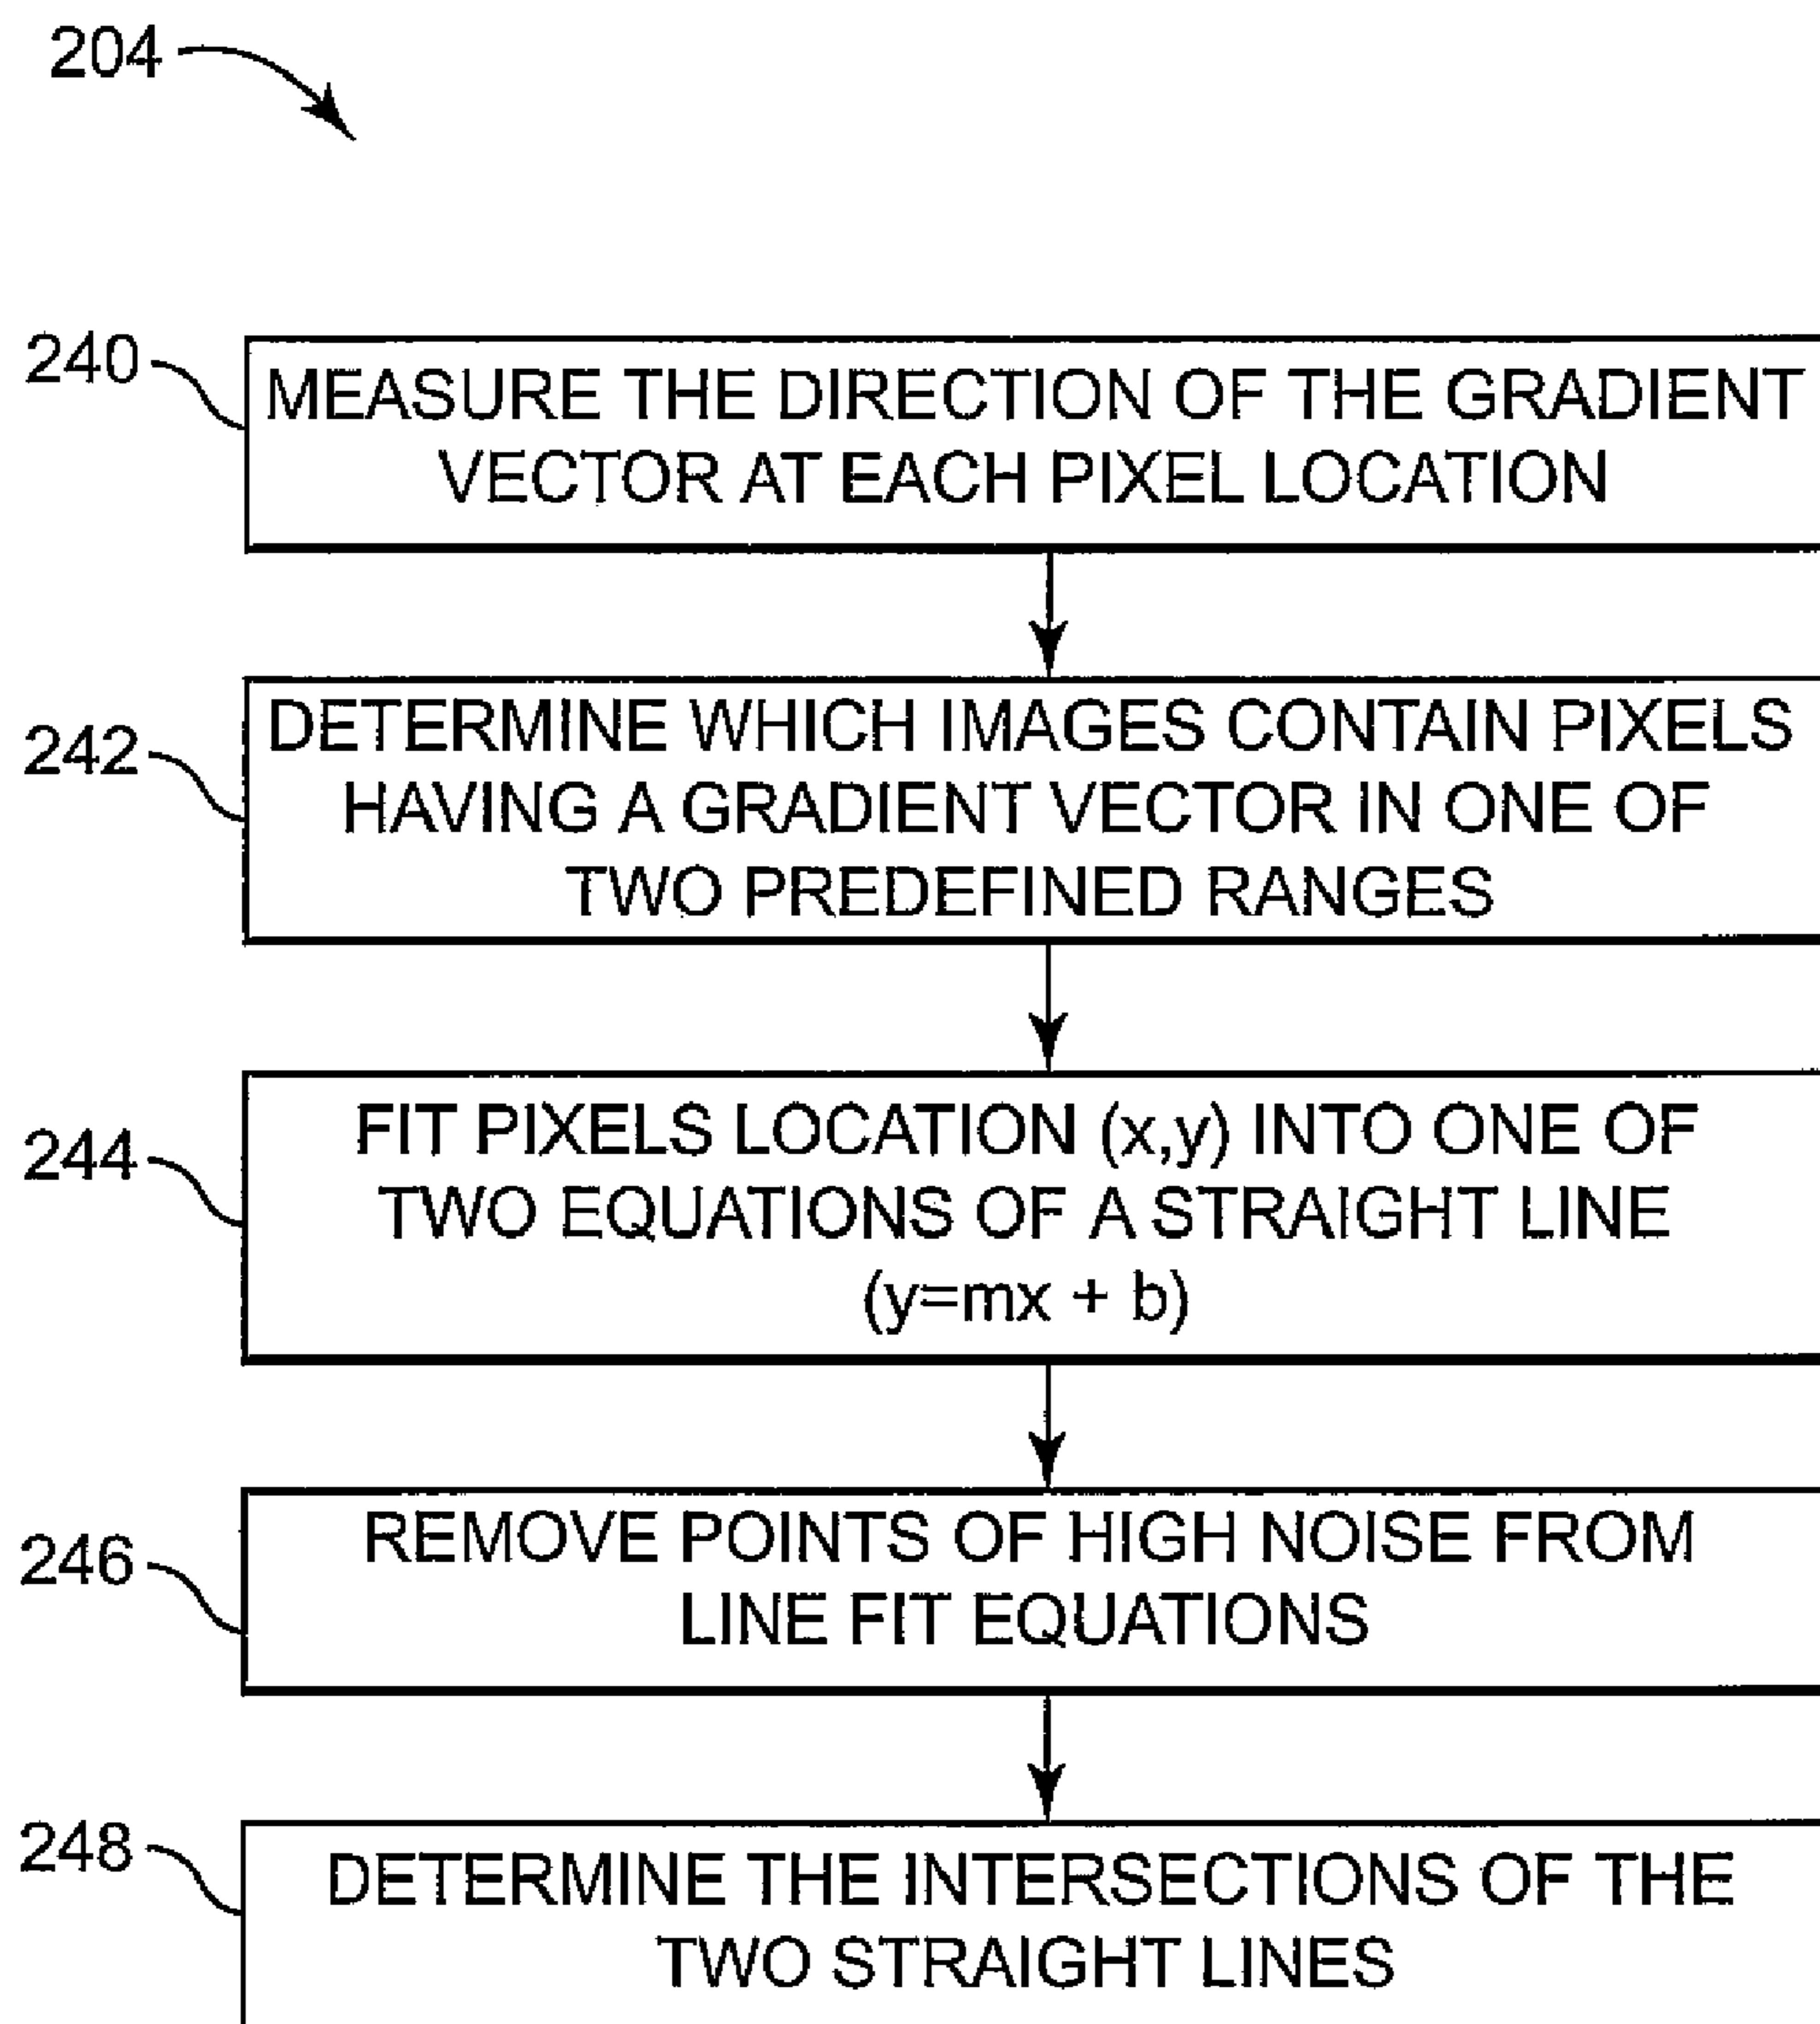 204
240
MEASURE THE DIRECTION OF THE GRADIENT
VECTOR AT EACH PIXEL LOCATION
242
DETERMINE WHICH IMAGES CONTAIN PIXELS
HAVING A GRADIENT VECTOR IN ONE OF
TWO PREDEFINED RANGES
244
FIT PIXELS LOCATION (x,y) INTO ONE OF
TWO EQUATIONS OF A STRAIGHT LINE
(y=mx + b)
246
REMOVE POINTS OF HIGH NOISE FROM
LINE FIT EQUATIONS
248
DETERMINE THE INTERSECTIONS OF THE
TWO STRAIGHT LINES